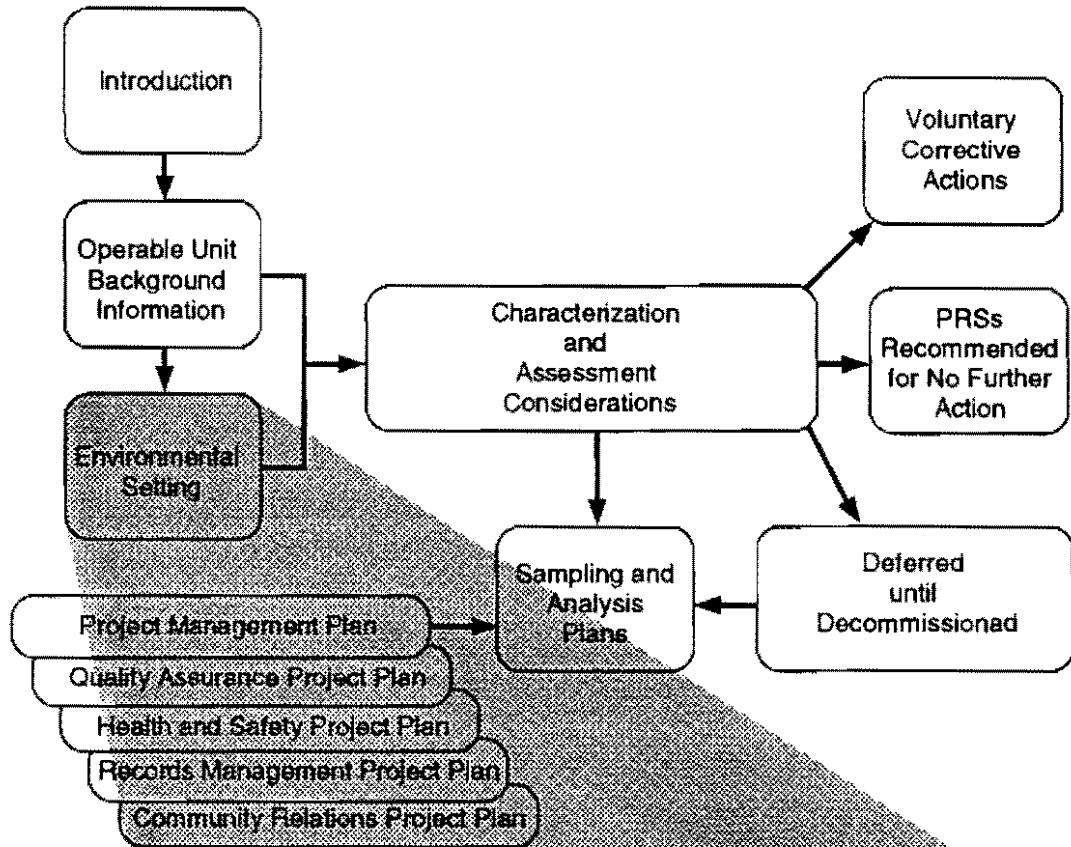 Introduction
Operable Unit
Background
Information
Environmental
Setting
Characterization
and
Assessment
Considerations
Voluntary
Corrective
Actions
PRSs
Recommended
for No Further
Action
Deferred
until
Decommissionad
Sampling and
Analysis
Plans
Project Management Plan
Quality Assurance Project Plan
Health and Safety Project Plan
Records Management Project Plan
Community Relations Project Plan